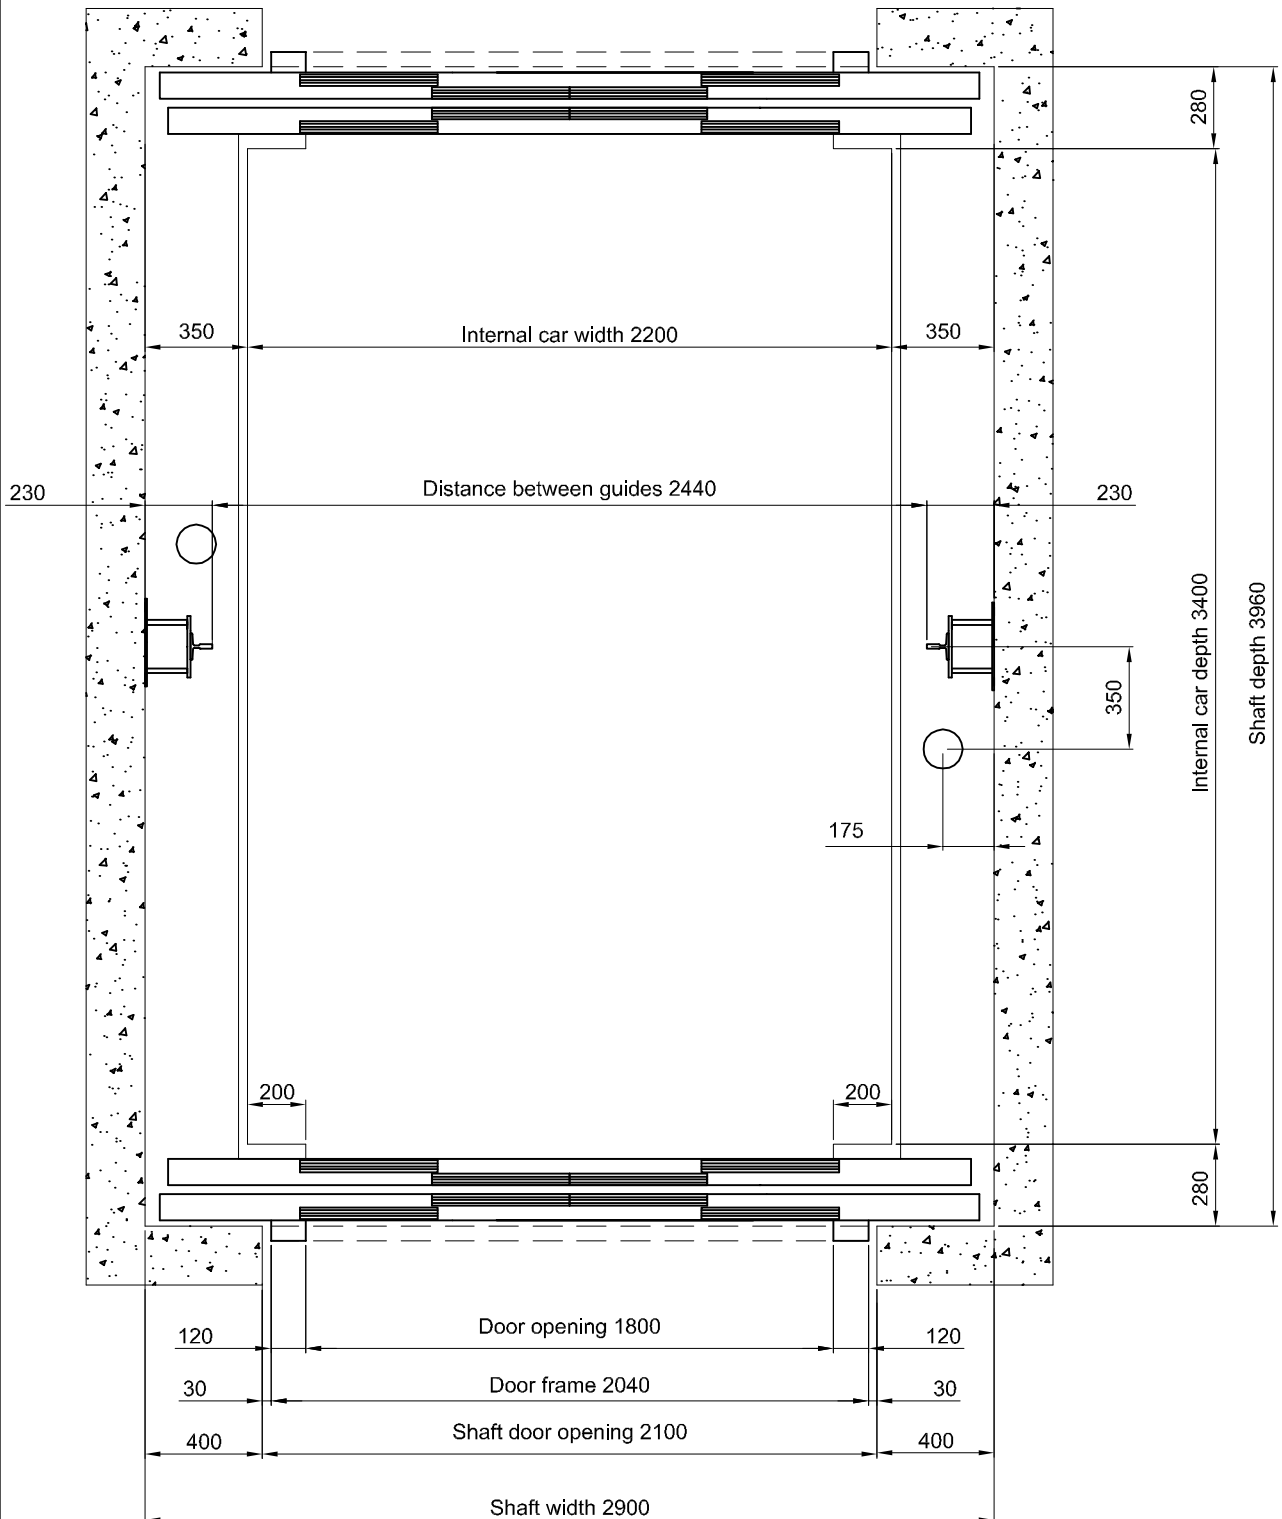 280
350
Internal car width 2200
350
230
Distance between guides 2440
230
Internal car depth 3400
Shaft depth 3960
350
175
200
200
280
Door opening 1800
120
120
Door frame 2040
30
30
Shaft door opening 2100
400
400
Shaft width 2900